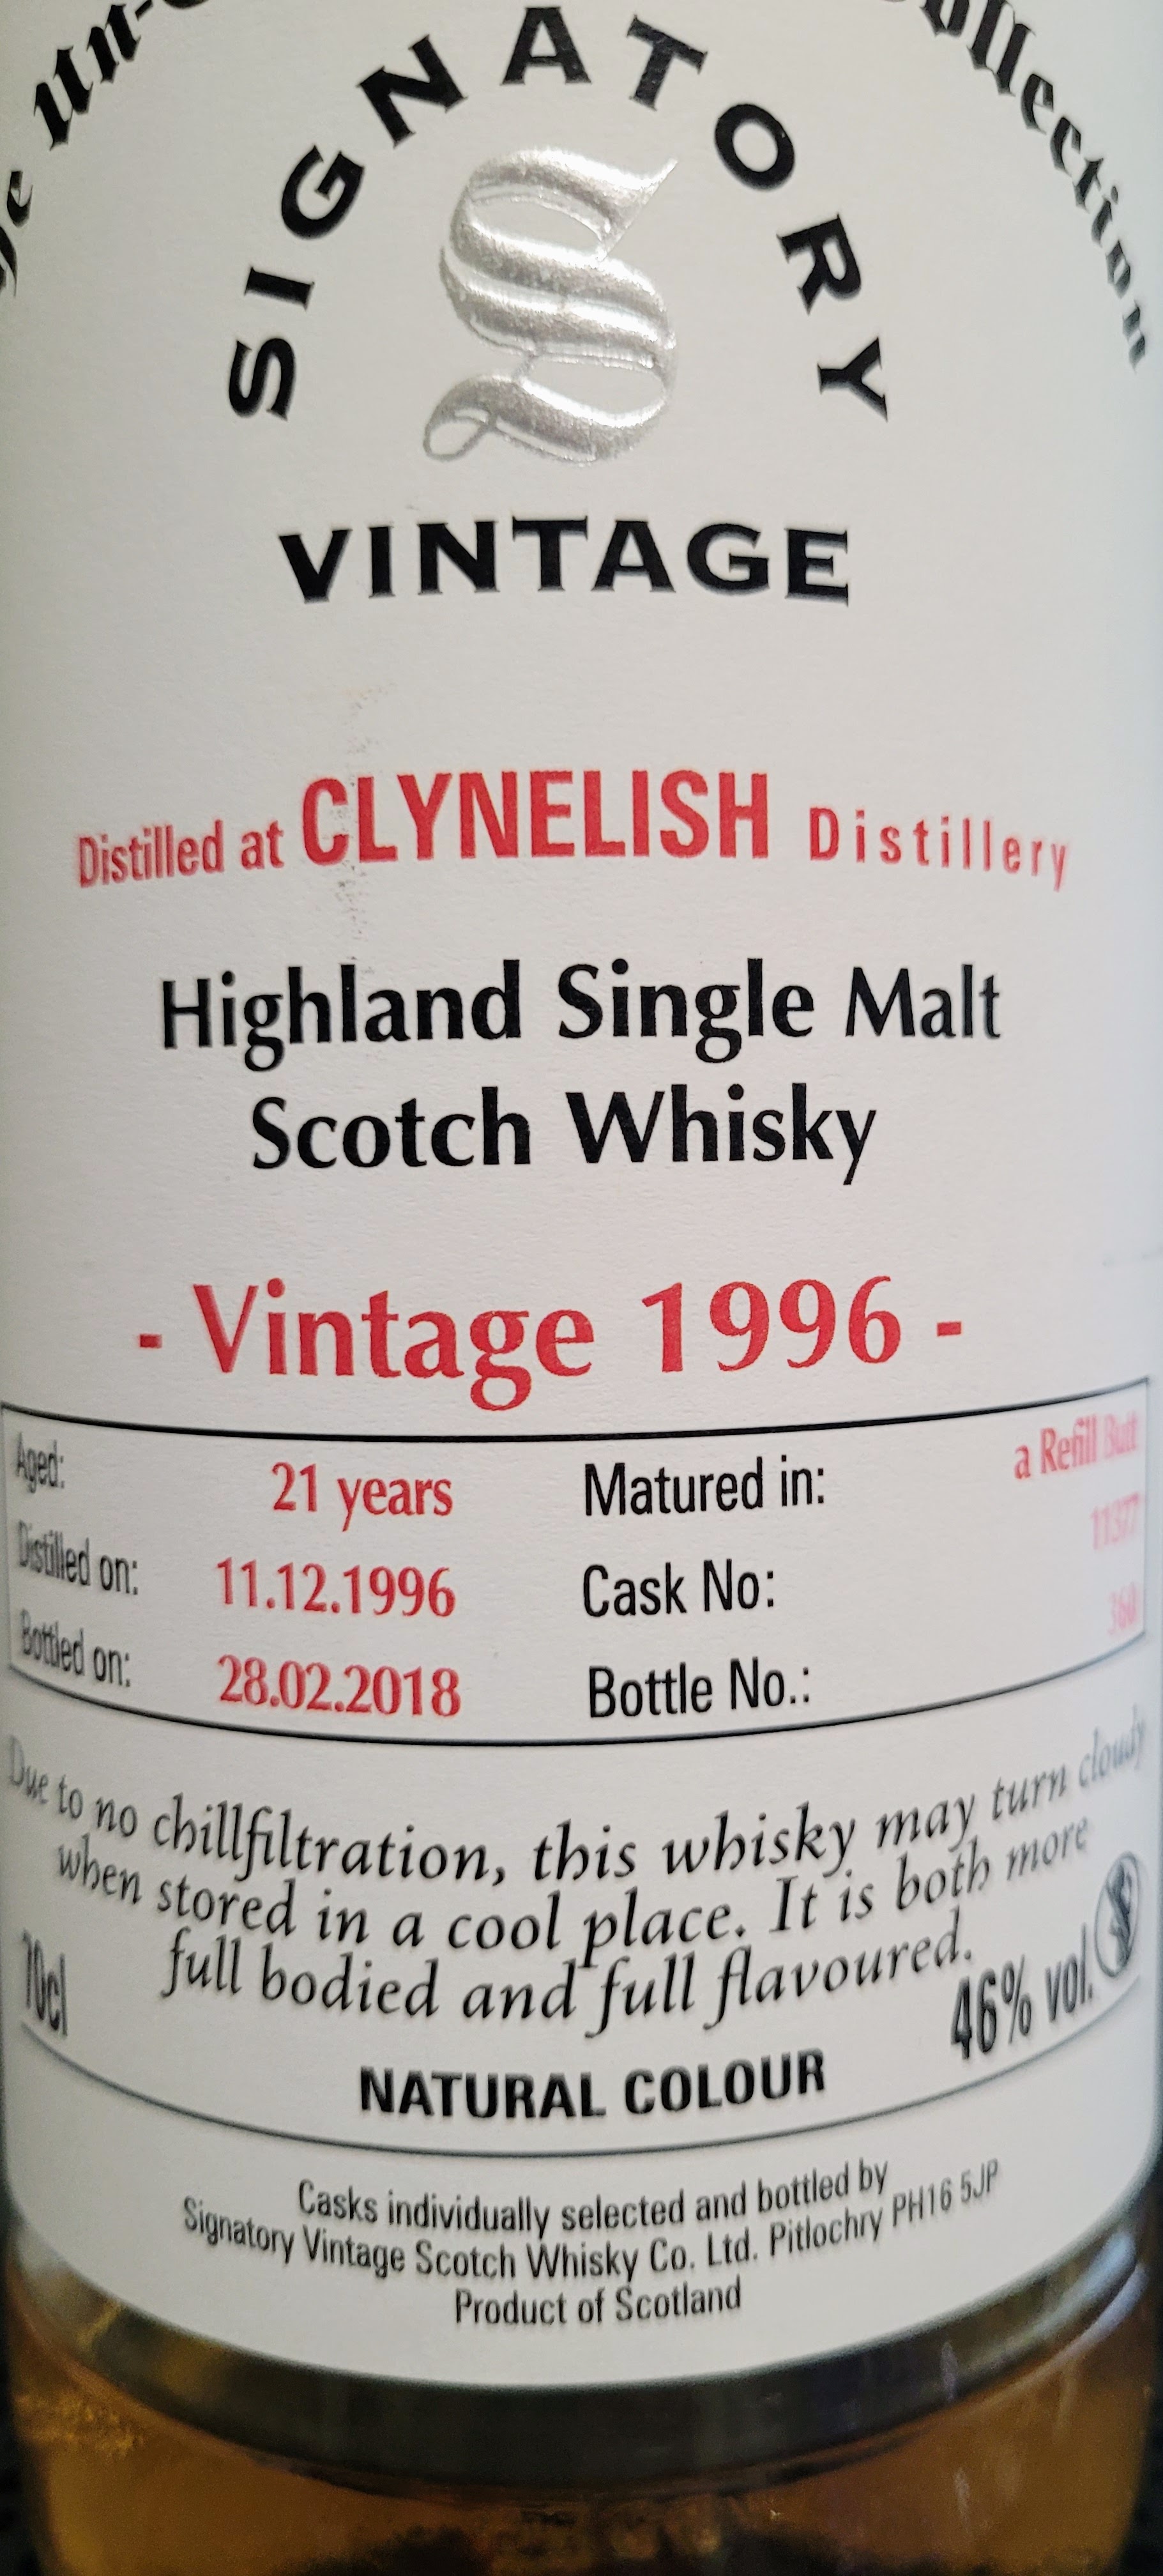 un-
ollection
SIGNATORY
S
VINTAGE
Distilled at CLYNELISH Distillery
Highland Single Malt
Scotch Whisky
- Vintage 1996 -
Aged: 21 years Matured in: a Refill Butt
Distilled on: 11.12.1996 Cask No: 11377
Bottled on: 28.02.2018 Bottle No.:
Due to no chillfiltration, this whisky may turn cloudy
when stored in a cool place. It is both more
full bodied and full flavoured.
70cl 46% vol.
NATURAL COLOUR
Casks individually selected and bottled by
Signatory Vintage Scotch Whisky Co. Ltd. Pitlochry PH16 5JP
Product of Scotland